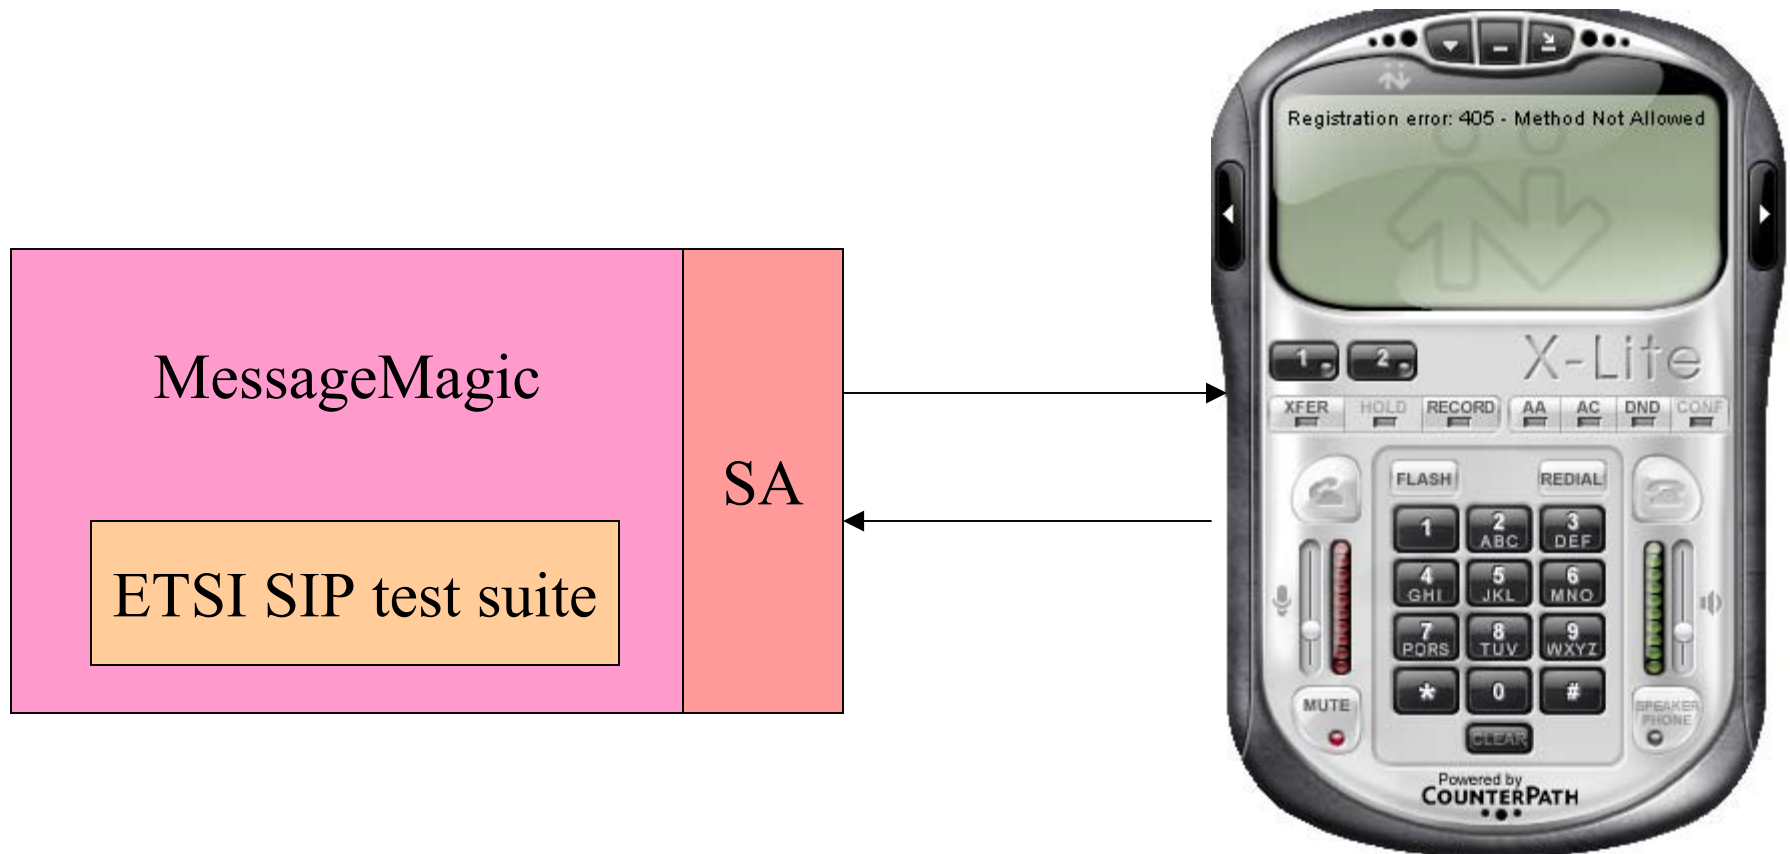 MessageMagic
SA
ETSI SIP test suite
Registration error: 405 - Method Not Allowed
1 2
X-Lite
XFER HOLD RECORD AA AC DND CONF
FLASH REDIAL
1 2 3
ABC DEF
4 5 6
GHI JKL MNO
7 8 9
PQRS TUV WXYZ
* 0 #
MUTE
SPEAKER
PHONE
CLEAR
Powered by
COUNTERPATH